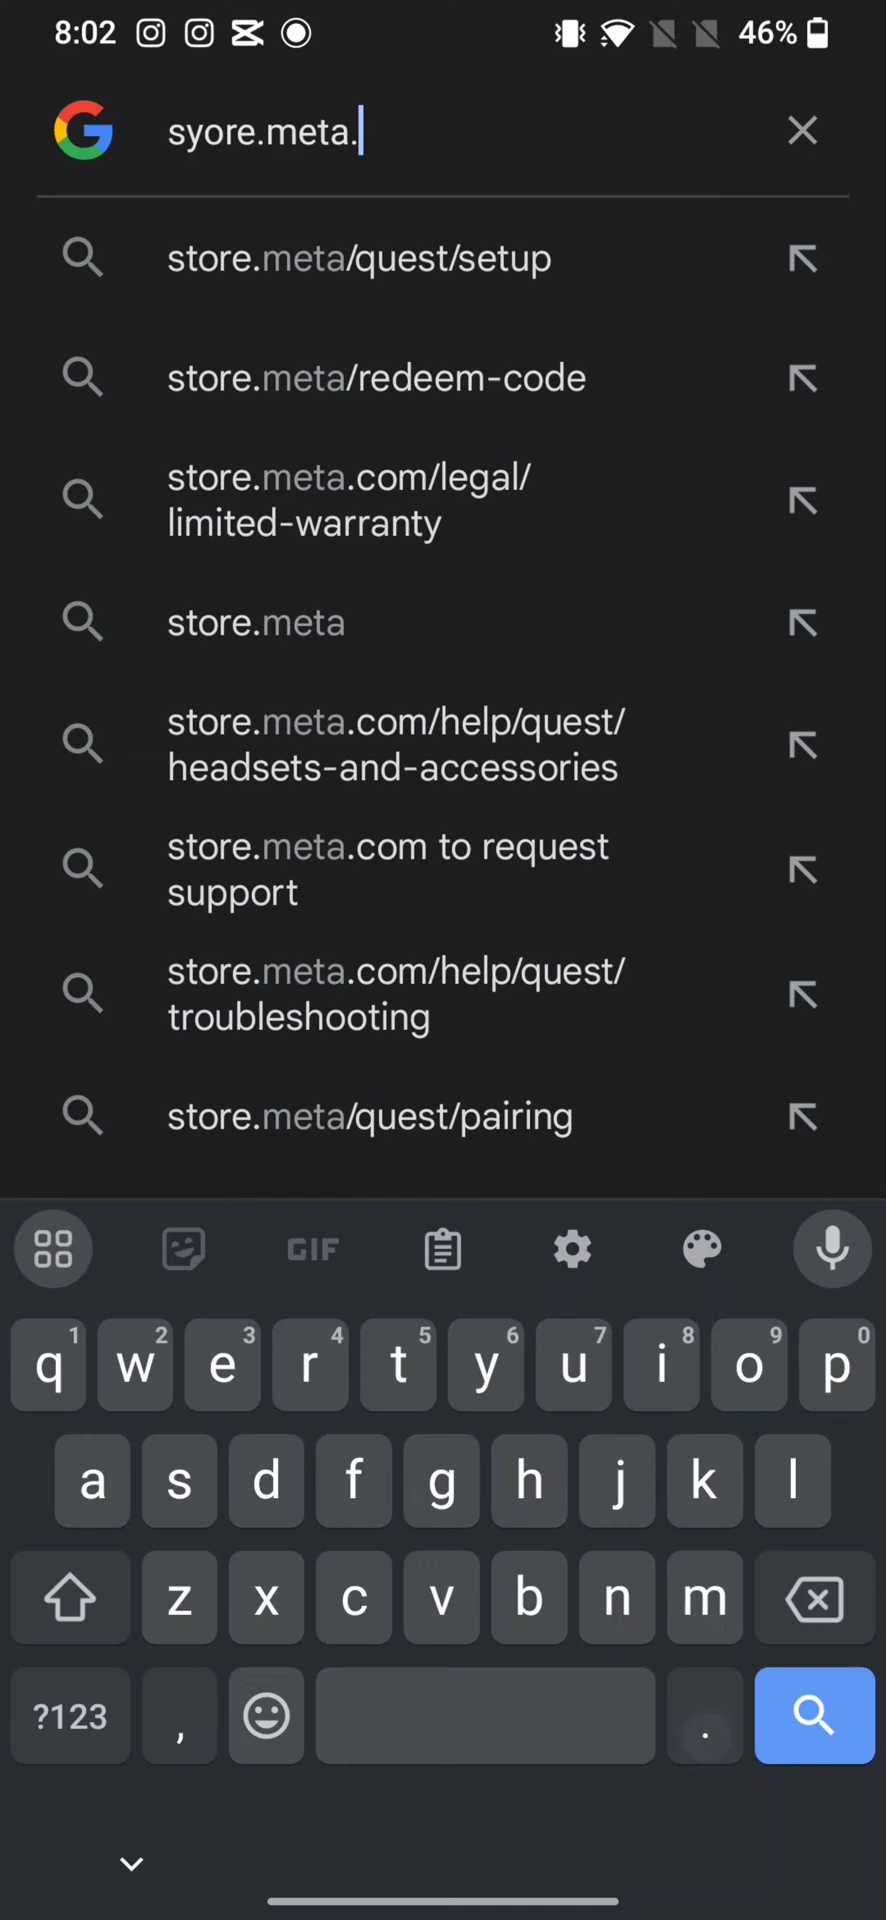 8:02 46%
syore.meta.
store.meta/quest/setup
store.meta/redeem-code
store.meta.com/legal/
limited-warranty
store.meta
store.meta.com/help/quest/
headsets-and-accessories
store.meta.com to request
support
store.meta.com/help/quest/
troubleshooting
store.meta/quest/pairing
GIF
1 2 3 4 5 6 7 8 9 0
q w e r t y u i o p
a s d f g h j k l
z x c v b n m
?123 , .